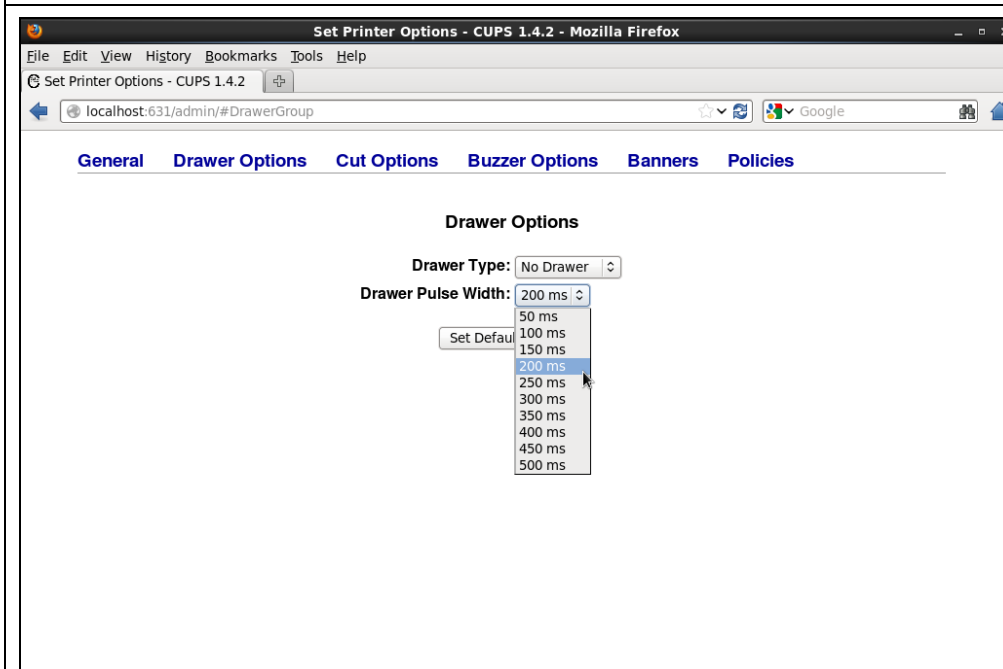 Set Printer Options - CUPS 1.4.2 - Mozilla Firefox
File Edit View History Bookmarks Tools Help
Set Printer Options - CUPS 1.4.2
localhost:631/admin/#DrawerGroup Google
General Drawer Options Cut Options Buzzer Options Banners Policies
Drawer Options
Drawer Type: No Drawer
Drawer Pulse Width: 200 ms
50 ms
100 ms
Set Defaul
150 ms
200 ms
250 ms
300 ms
350 ms
400 ms
450 ms
500 ms